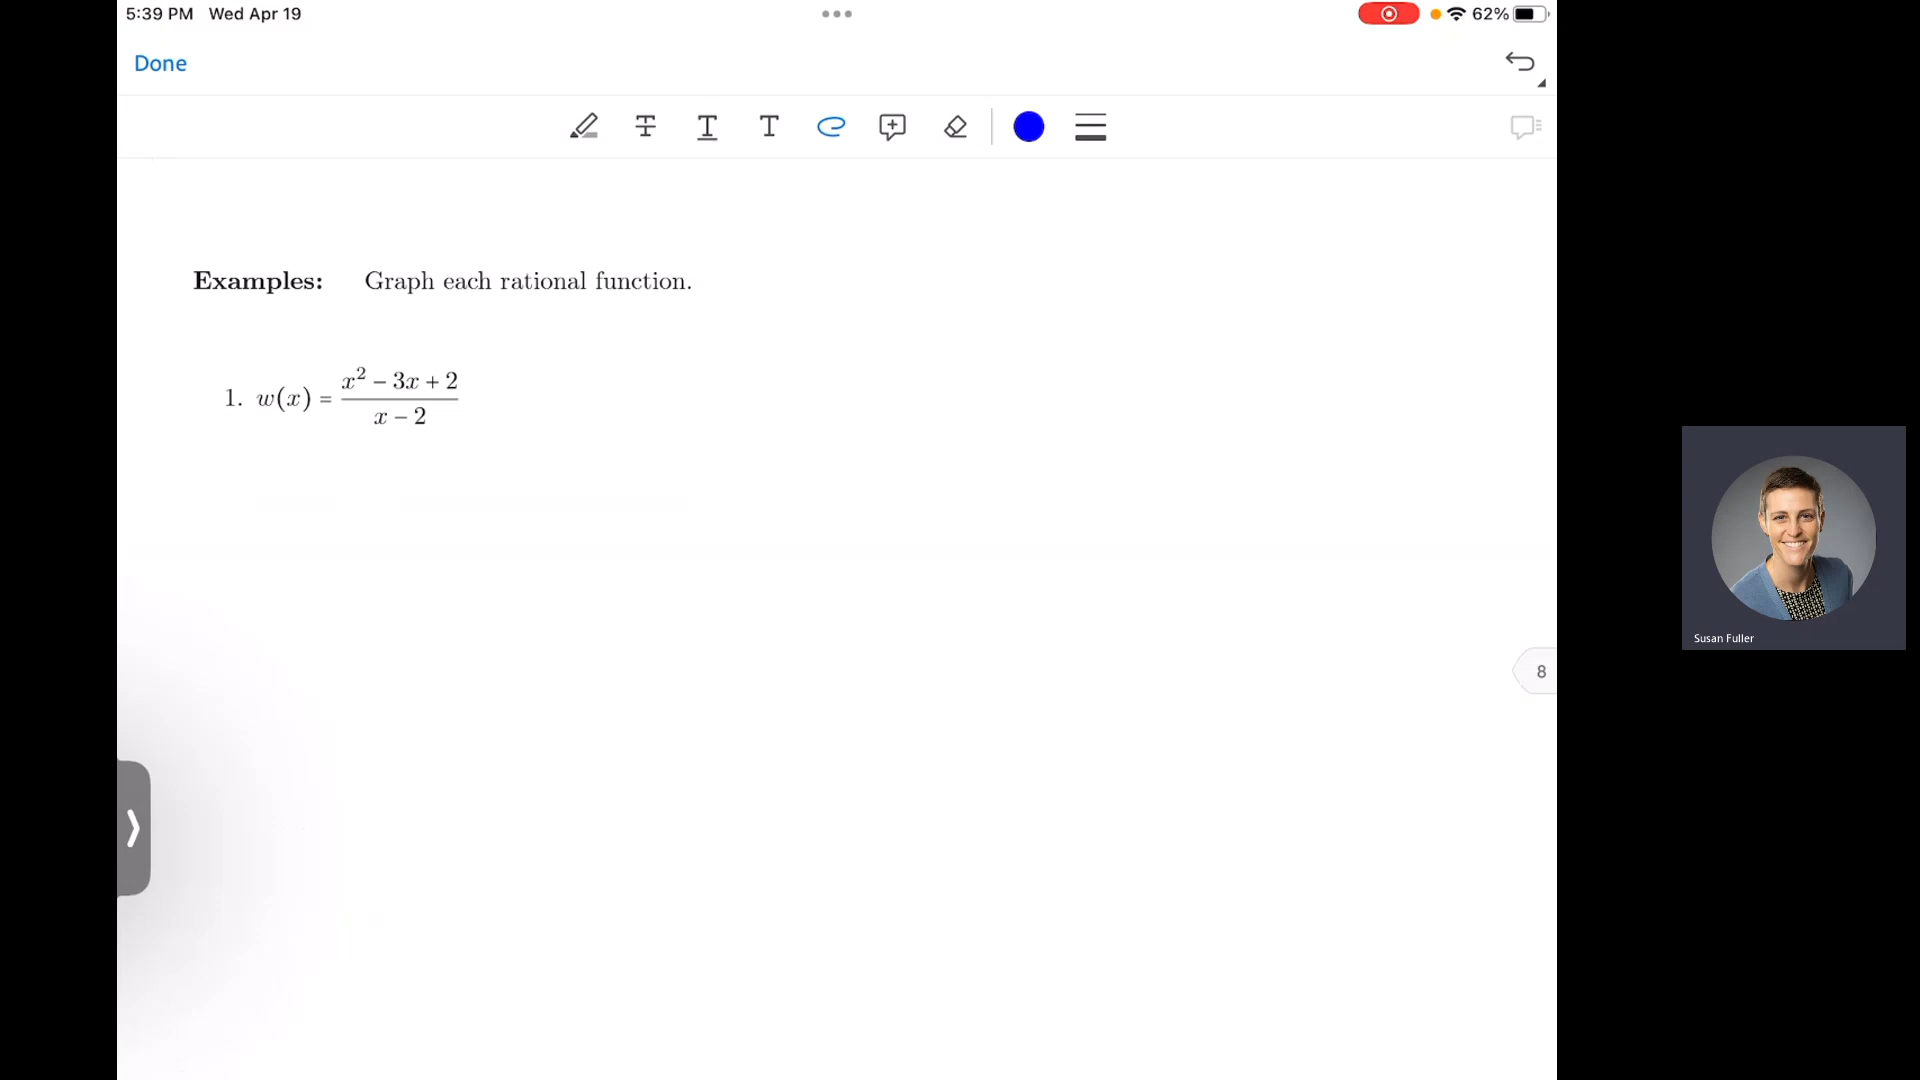 5:39 PM Wed Apr 19
62%
Done
T T T
Examples: Graph each rational function.
1. w(x) = \frac{x^2 - 3x + 2}{x - 2}
Susan Fuller
8